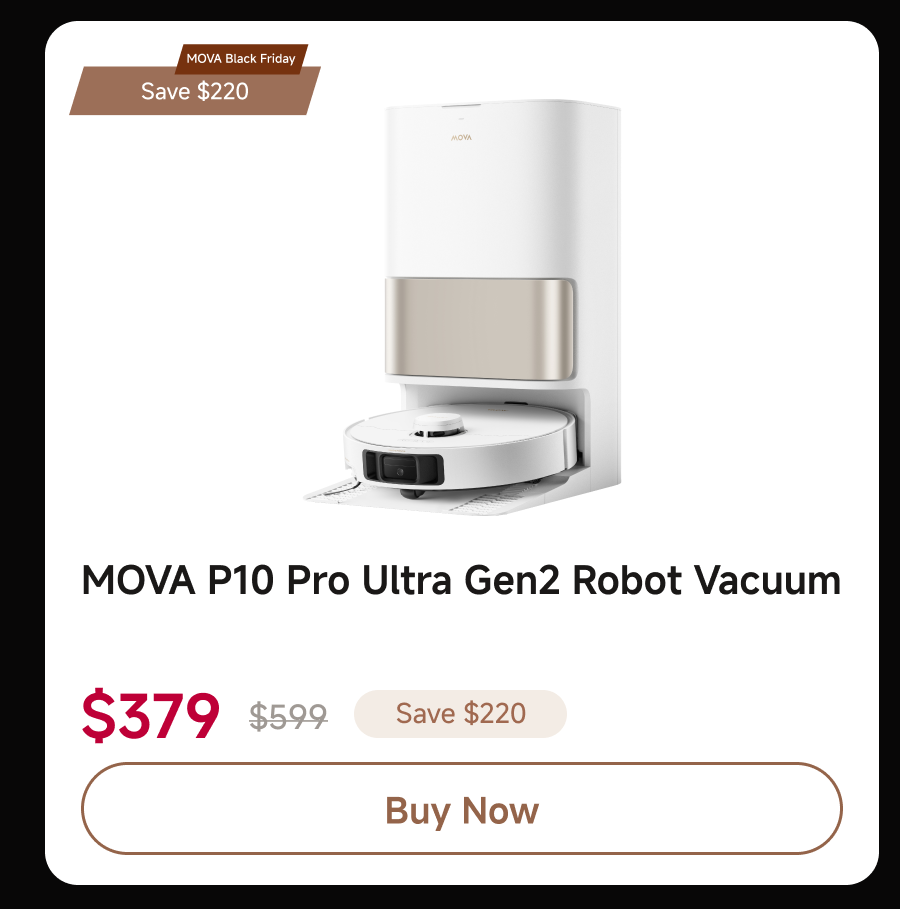 MOVA Black Friday
Save $220
MOVA
MOVA P10 Pro Ultra Gen2 Robot Vacuum
$379 $599 Save $220
Buy Now